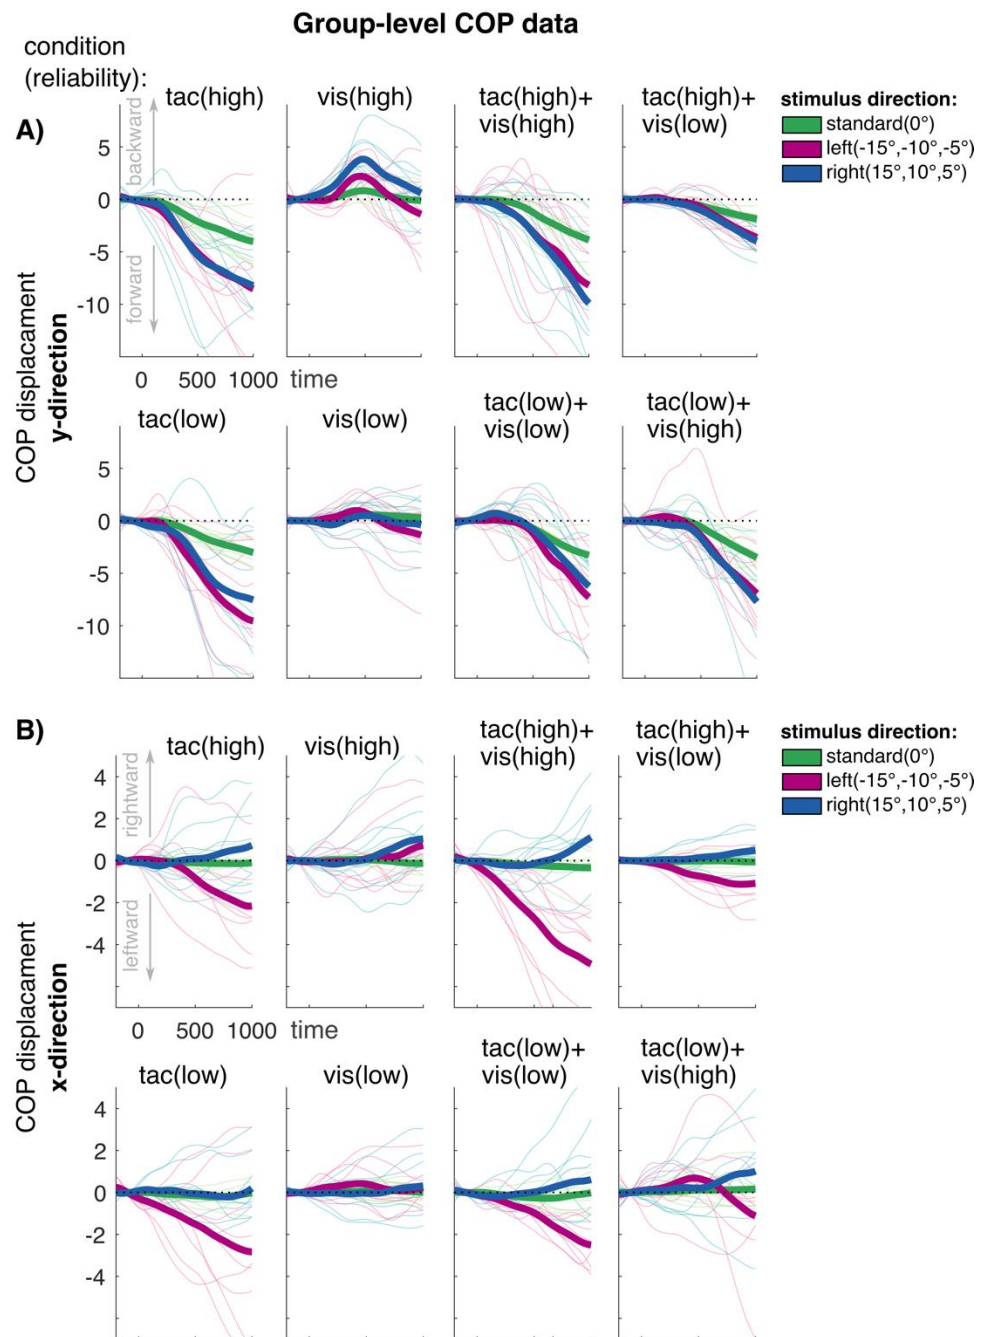 Group-level COP data
condition
(reliability):
tac(high)
vis(high)
tac(high)+
vis(high)
tac(high)+
vis(low)
stimulus direction:
standard(0°)
left(-15°,-10°,-5°)
right(15°,10°,5°)
A)
backward
forward
5
0
-5
-10
0 500 1000 time
COP displacament
y-direction
tac(low)
vis(low)
tac(low)+
vis(low)
tac(low)+
vis(high)
5
0
-5
-10
B)
tac(high)
vis(high)
tac(high)+
vis(high)
tac(high)+
vis(low)
stimulus direction:
standard(0°)
left(-15°,-10°,-5°)
right(15°,10°,5°)
rightward
leftward
4
2
0
-2
-4
0 500 1000 time
COP displacament
x-direction
tac(low)
vis(low)
tac(low)+
vis(low)
tac(low)+
vis(high)
4
2
0
-2
-4